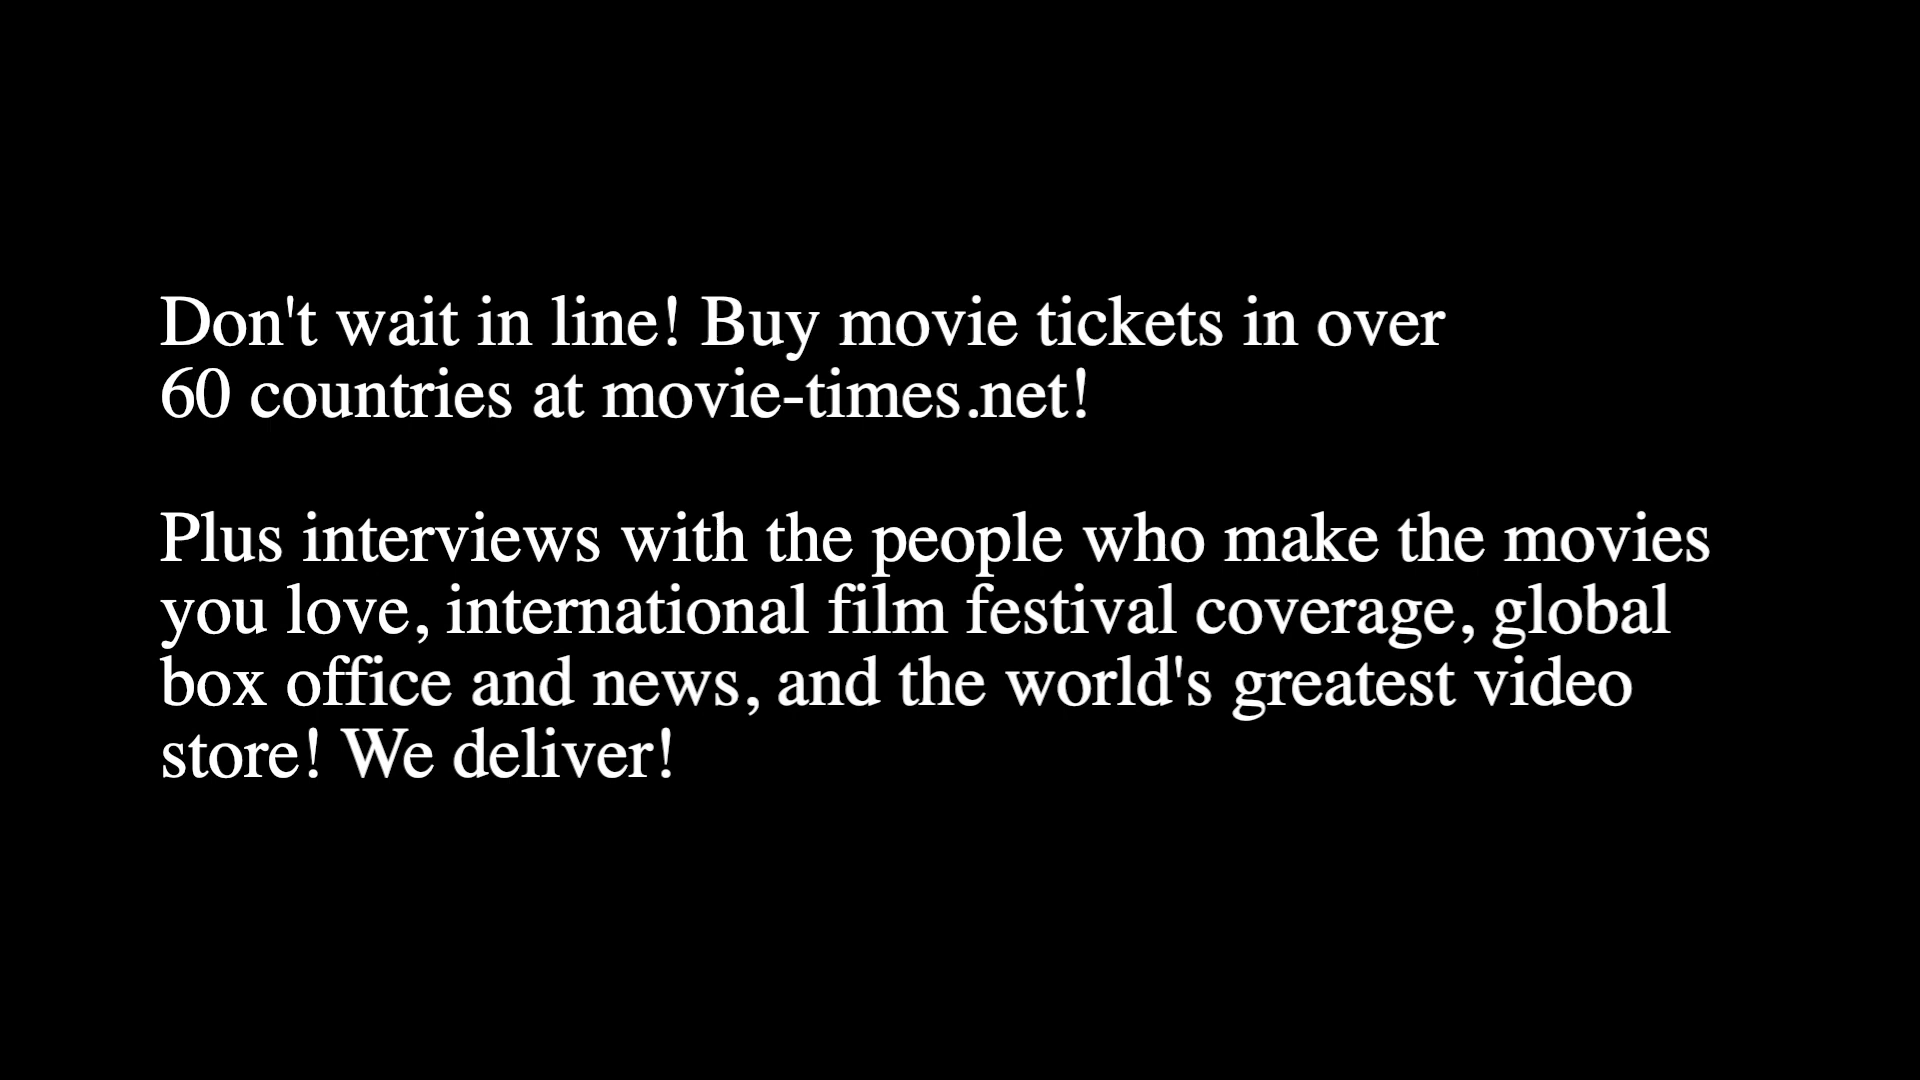 Don't wait in line! Buy movie tickets in over
60 countries at movie-times.net!
Plus interviews with the people who make the movies
you love, international film festival coverage, global
box office and news, and the world's greatest video
store! We deliver!